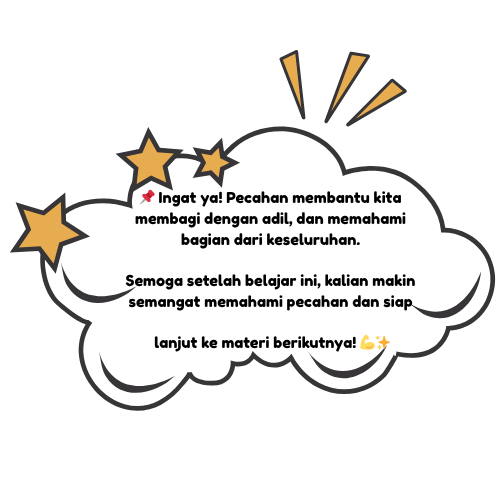 📌 Ingat ya! Pecahan membantu kita
membagi dengan adil, dan memahami
bagian dari keseluruhan.
Semoga setelah belajar ini, kalian makin
semangat memahami pecahan dan siap
lanjut ke materi berikutnya! 💪✨